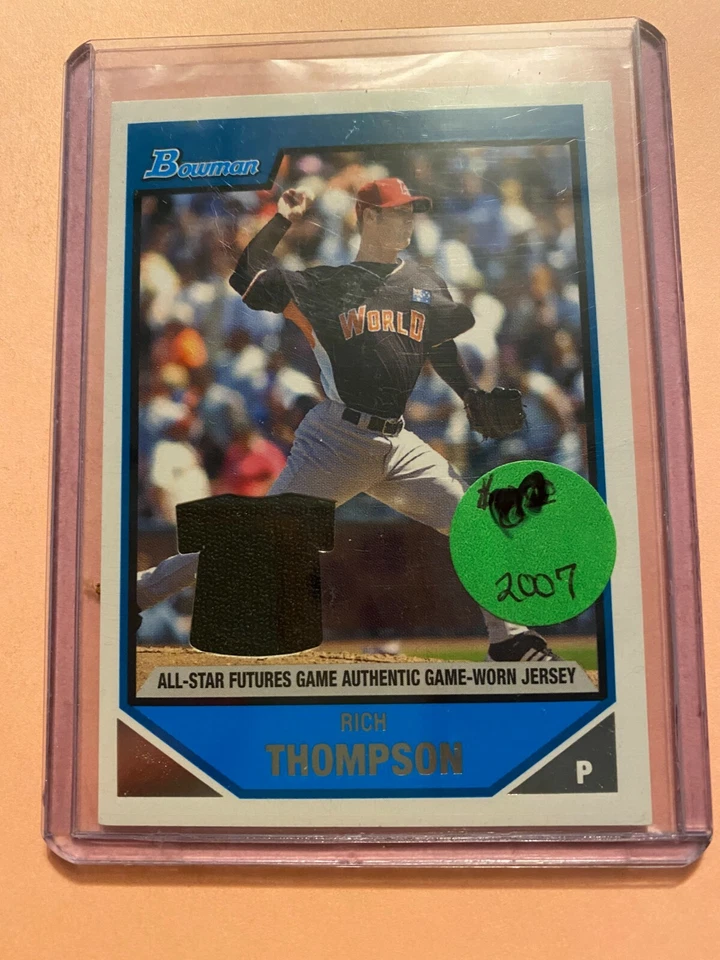 Bowman
WORLD
$
2007
ALL-STAR FUTURES GAME AUTHENTIC GAME-WORN JERSEY
RICH
THOMPSON
P